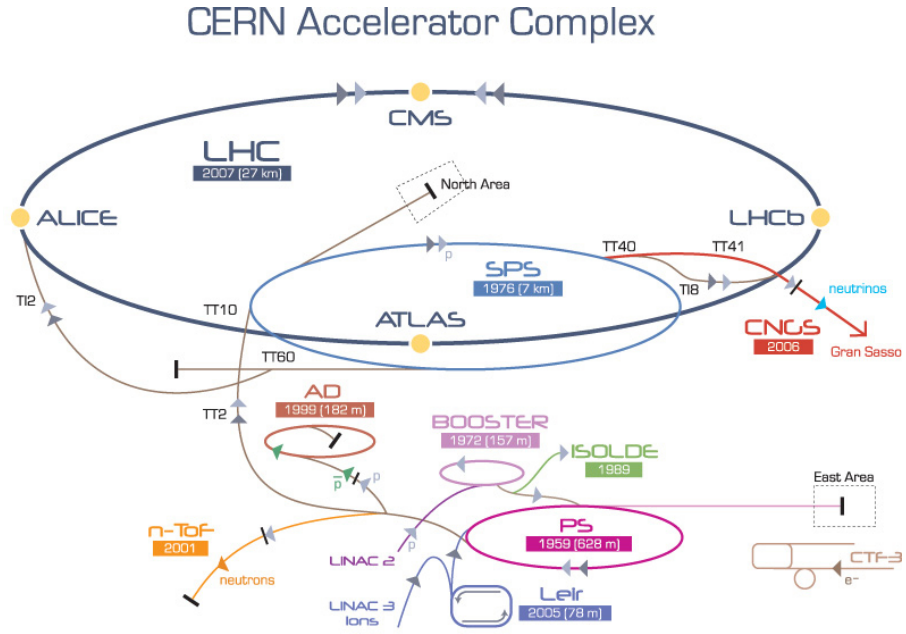 CERN Accelerator Complex
CMS
LHC
2007 (27 km)
North Area
ALICE
LHCb
TT40
TT41
p
SPS
1976 (7 km)
TI8
neutrinos
TI2
TT10
ATLAS
CNGS
2006
Gran Sasso
TT60
AD
1999 (182 m)
TT2
BOOSTER
1972 (157 m)
ISOLDE
1989
p̅
p
East Area
n-ToF
2001
PS
1959 (628 m)
p
LINAC 2
neutrons
CTF-3
e-
LINAC 3
Ions
LeIr
2005 (78 m)